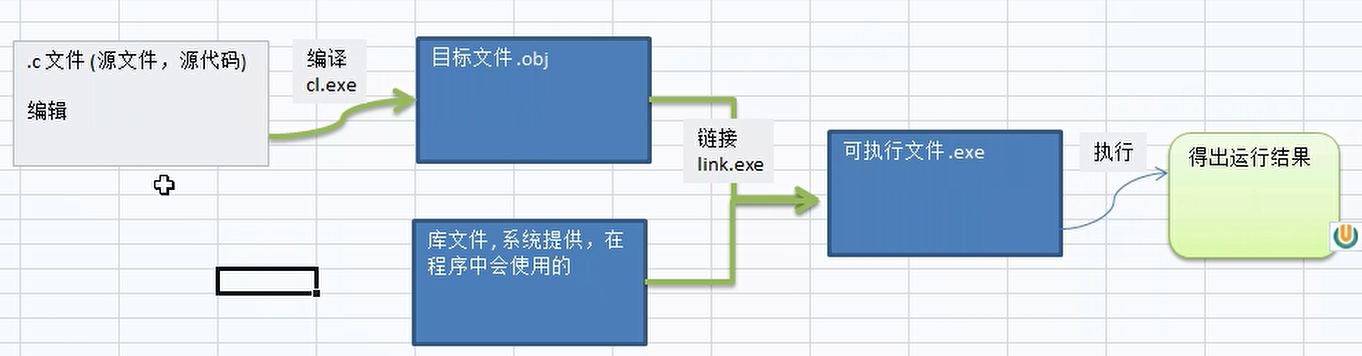 .c 文件 (源文件，源代码)
编辑
编译
cl.exe
目标文件.obj
库文件,系统提供，在
程序中会使用的
链接
link.exe
可执行文件.exe
执行
得出运行结果